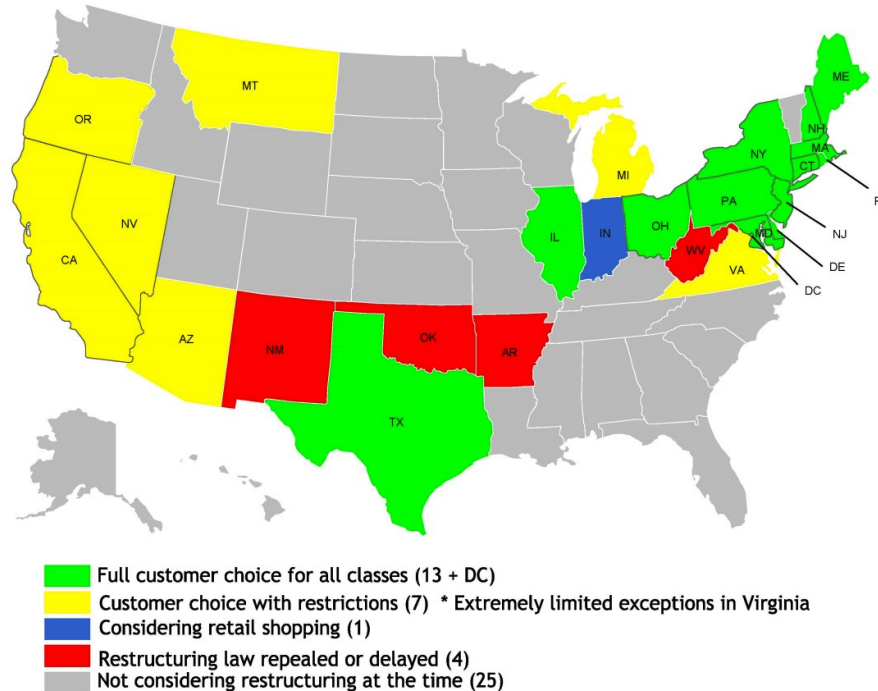 ME
MT
OR
NH
MA
NY
CT
MI
R
PA
NV
OH
IL
IN
NJ
MD
CA
WV
DE
VA
DC
OK
AZ
NM
AR
TX
Full customer choice for all classes (13 + DC)
Customer choice with restrictions (7) * Extremely limited exceptions in Virginia
Considering retail shopping (1)
Restructuring law repealed or delayed (4)
Not considering restructuring at the time (25)